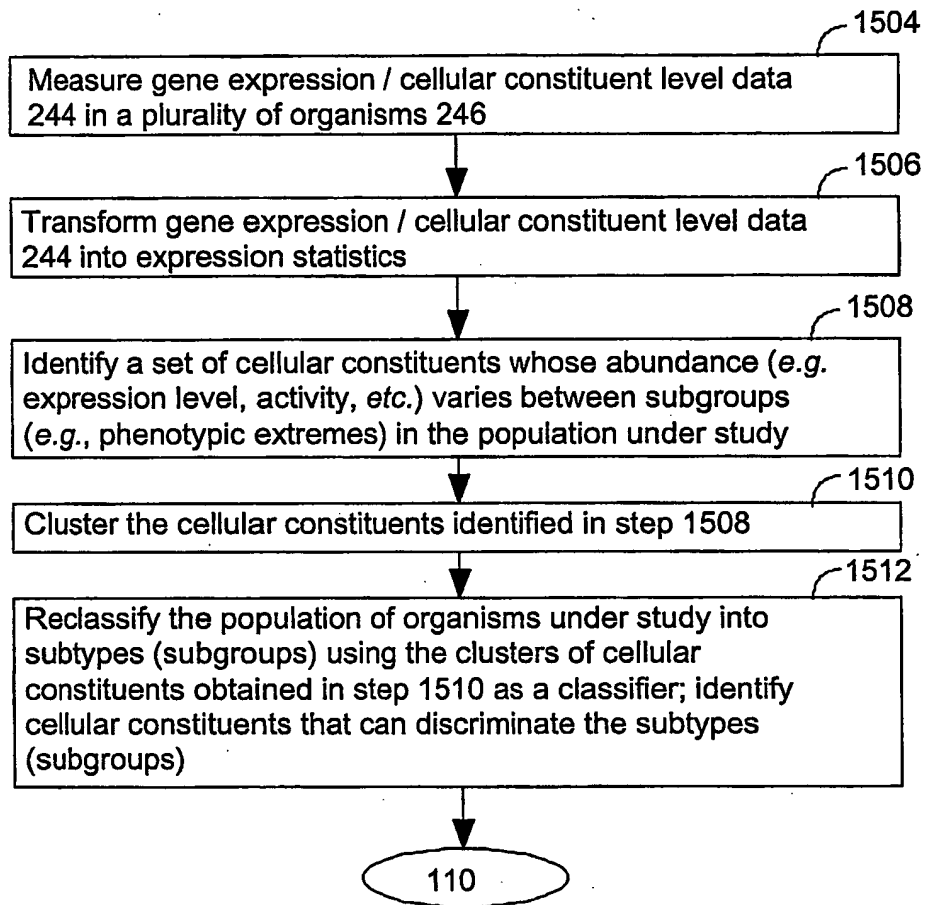 1504
Measure gene expression / cellular constituent level data
244 in a plurality of organisms 246
1506
Transform gene expression / cellular constituent level data
244 into expression statistics
1508
Identify a set of cellular constituents whose abundance (e.g.
expression level, activity, etc.) varies between subgroups
(e.g., phenotypic extremes) in the population under study
1510
Cluster the cellular constituents identified in step 1508
1512
Reclassify the population of organisms under study into
subtypes (subgroups) using the clusters of cellular
constituents obtained in step 1510 as a classifier; identify
cellular constituents that can discriminate the subtypes
(subgroups)
110